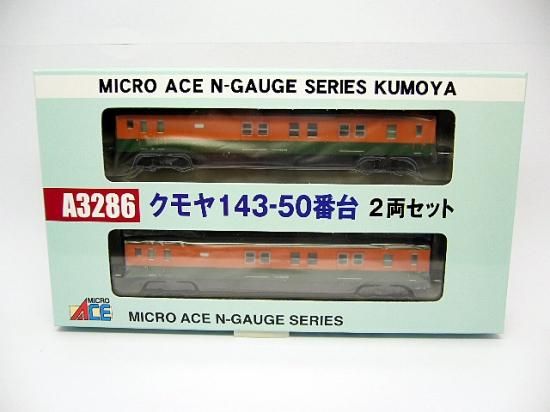 MICRO ACE N-GAUGE SERIES KUMOYA
A3286 クモヤ143-50番台 2両セット
MICRO
ACE
MICRO ACE N-GAUGE SERIES